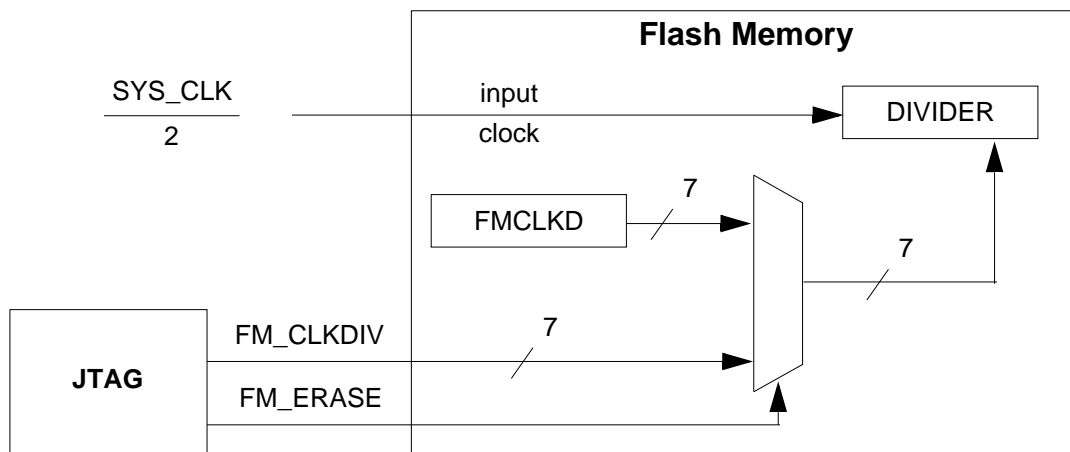 Flash Memory
SYS_CLK
2
input
clock
DIVIDER
7
FMCLKD
7
FM_CLKDIV
7
JTAG
FM_ERASE